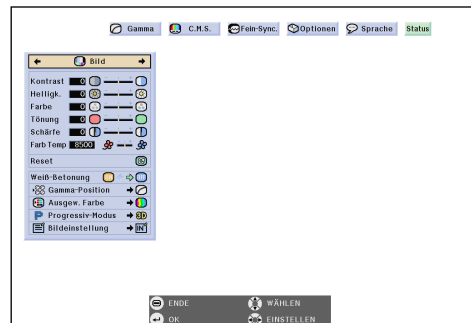 Gamma C.M.S. Fein-Sync. Optionen Sprache Status
Bild
Kontrast 0
Helligk. 0
Farbe 0
Tönung 0
Schärfe 0
Farb Temp 8500
Reset
Weiß-Betonung
Gamma-Position
Ausgew. Farbe
P Progressiv-Modus 3D
Bildeinstellung IN
ENDE WÄHLEN
OK EINSTELLEN